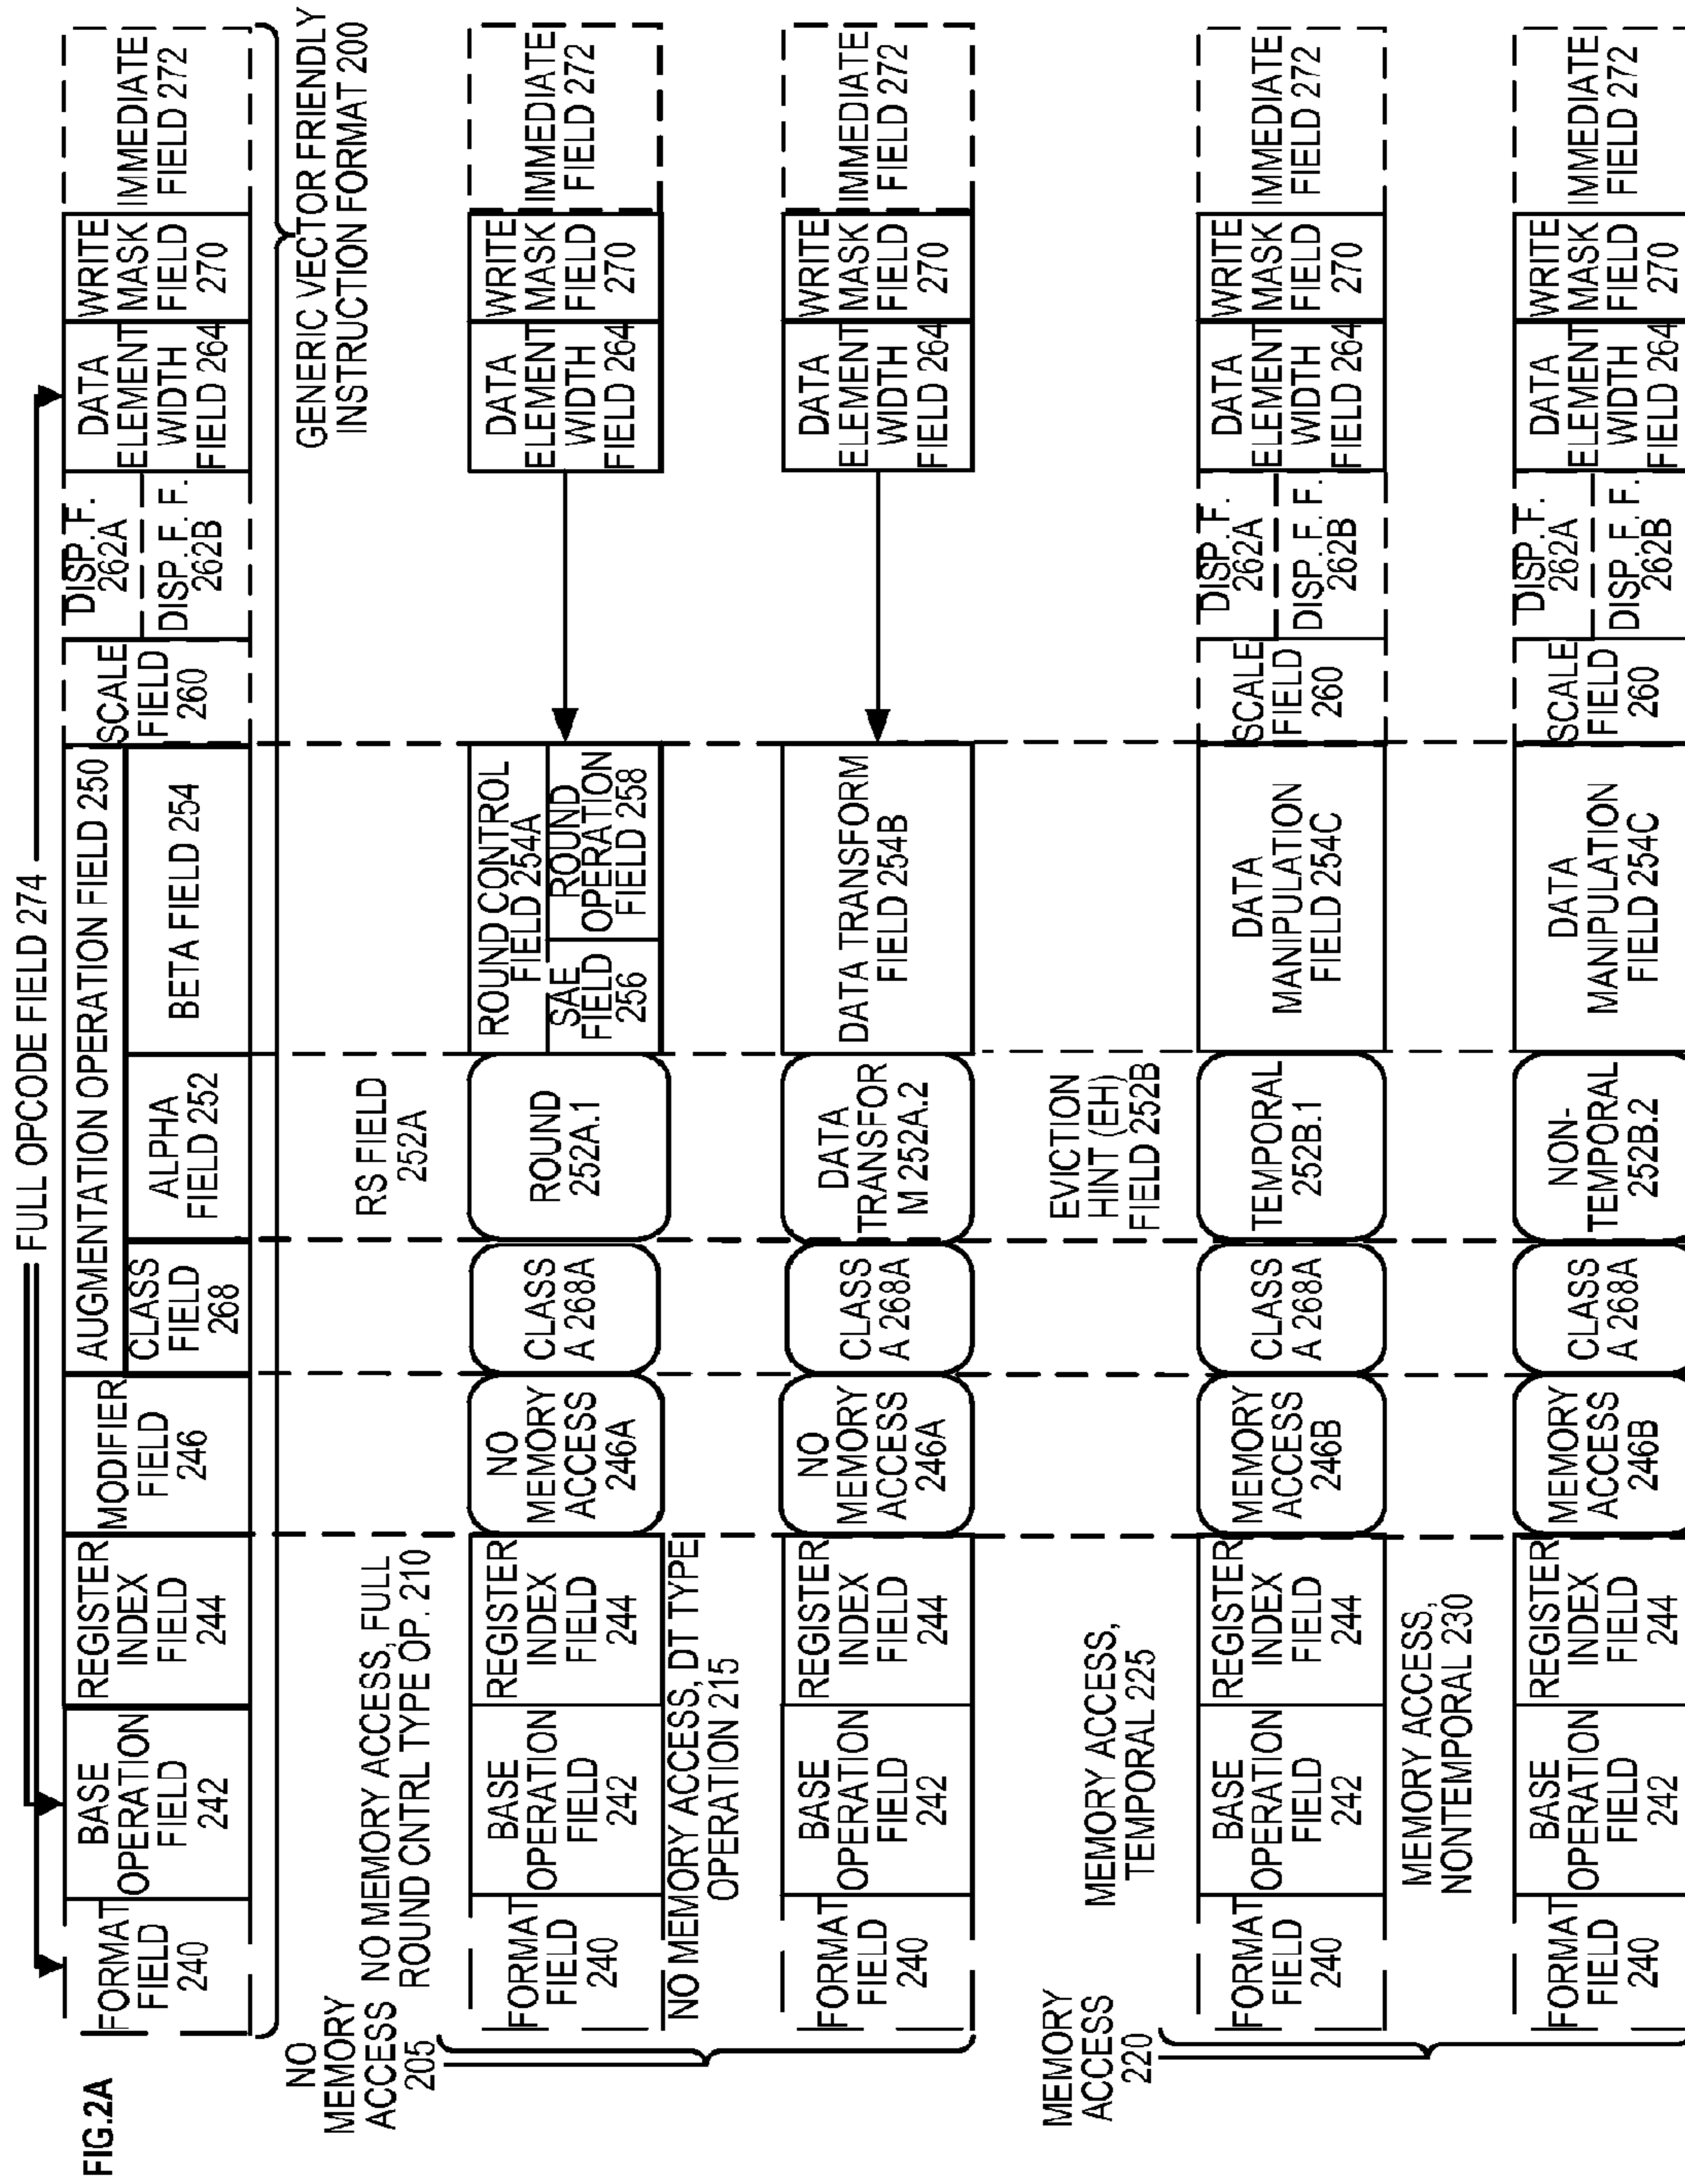 FIG.2A
FULL OPCODE FIELD 274
FORMAT
FIELD
240
BASE
OPERATION
FIELD
242
REGISTER
INDEX
FIELD
244
MODIFIER
FIELD
246
AUGMENTATION OPERATION FIELD 250
CLASS
FIELD
268
ALPHA
FIELD 252
BETA FIELD 254
SCALE
FIELD
260
DISP. F.
262A
DISP. F. F.
262B
DATA
ELEMENT
WIDTH
FIELD 264
WRITE
MASK
FIELD
270
IMMEDIATE
FIELD 272
GENERIC VECTOR FRIENDLY
INSTRUCTION FORMAT 200
NO
MEMORY
ACCESS
205
NO MEMORY ACCESS, FULL
ROUND CNTRL TYPE OP. 210
RS FIELD
252A
FORMAT
FIELD
240
BASE
OPERATION
FIELD
242
REGISTER
INDEX
FIELD
244
NO
MEMORY
ACCESS
246A
CLASS
A 268A
ROUND
252A.1
ROUND CONTROL
FIELD 254A
SAE
FIELD
256
ROUND
OPERATION
FIELD 258
DATA
ELEMENT
WIDTH
FIELD 264
WRITE
MASK
FIELD
270
IMMEDIATE
FIELD 272
NO MEMORY ACCESS, DT TYPE
OPERATION 215
FORMAT
FIELD
240
BASE
OPERATION
FIELD
242
REGISTER
INDEX
FIELD
244
NO
MEMORY
ACCESS
246A
CLASS
A 268A
DATA
TRANSFOR
M 252A.2
DATA TRANSFORM
FIELD 254B
DATA
ELEMENT
WIDTH
FIELD 264
WRITE
MASK
FIELD
270
IMMEDIATE
FIELD 272
MEMORY
ACCESS
220
MEMORY ACCESS,
TEMPORAL 225
EVICTION
HINT (EH)
FIELD 252B
FORMAT
FIELD
240
BASE
OPERATION
FIELD
242
REGISTER
INDEX
FIELD
244
MEMORY
ACCESS
246B
CLASS
A 268A
TEMPORAL
252B.1
DATA
MANIPULATION
FIELD 254C
SCALE
FIELD
260
DISP. F.
262A
DISP. F. F.
262B
DATA
ELEMENT
WIDTH
FIELD 264
WRITE
MASK
FIELD
270
IMMEDIATE
FIELD 272
MEMORY ACCESS,
NONTEMPORAL 230
FORMAT
FIELD
240
BASE
OPERATION
FIELD
242
REGISTER
INDEX
FIELD
244
MEMORY
ACCESS
246B
CLASS
A 268A
NON-
TEMPORAL
252B.2
DATA
MANIPULATION
FIELD 254C
SCALE
FIELD
260
DISP. F.
262A
DISP. F. F.
262B
DATA
ELEMENT
WIDTH
FIELD 264
WRITE
MASK
FIELD
270
IMMEDIATE
FIELD 272